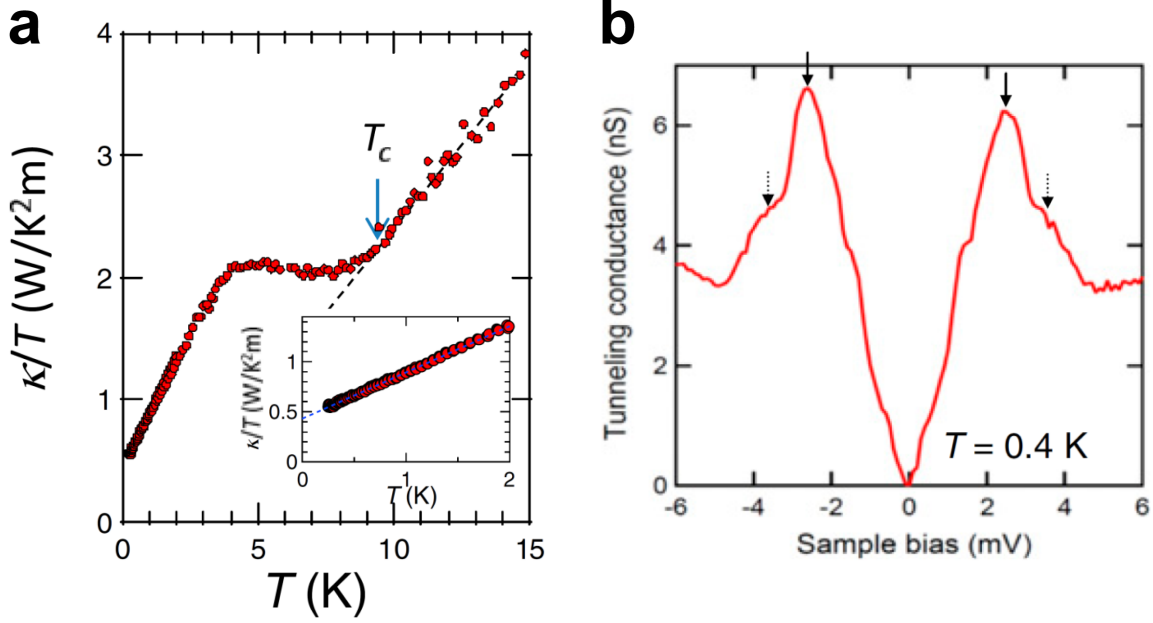 a
4
3
2
1
0
0
5
10
15
κ/T (W/K²m)
T (K)
Tc
1
0.5
0
0
1
2
κ/T (W/K²m)
T (K)
b
6
4
2
0
-6
-4
-2
0
2
4
6
Tunneling conductance (nS)
Sample bias (mV)
T = 0.4 K